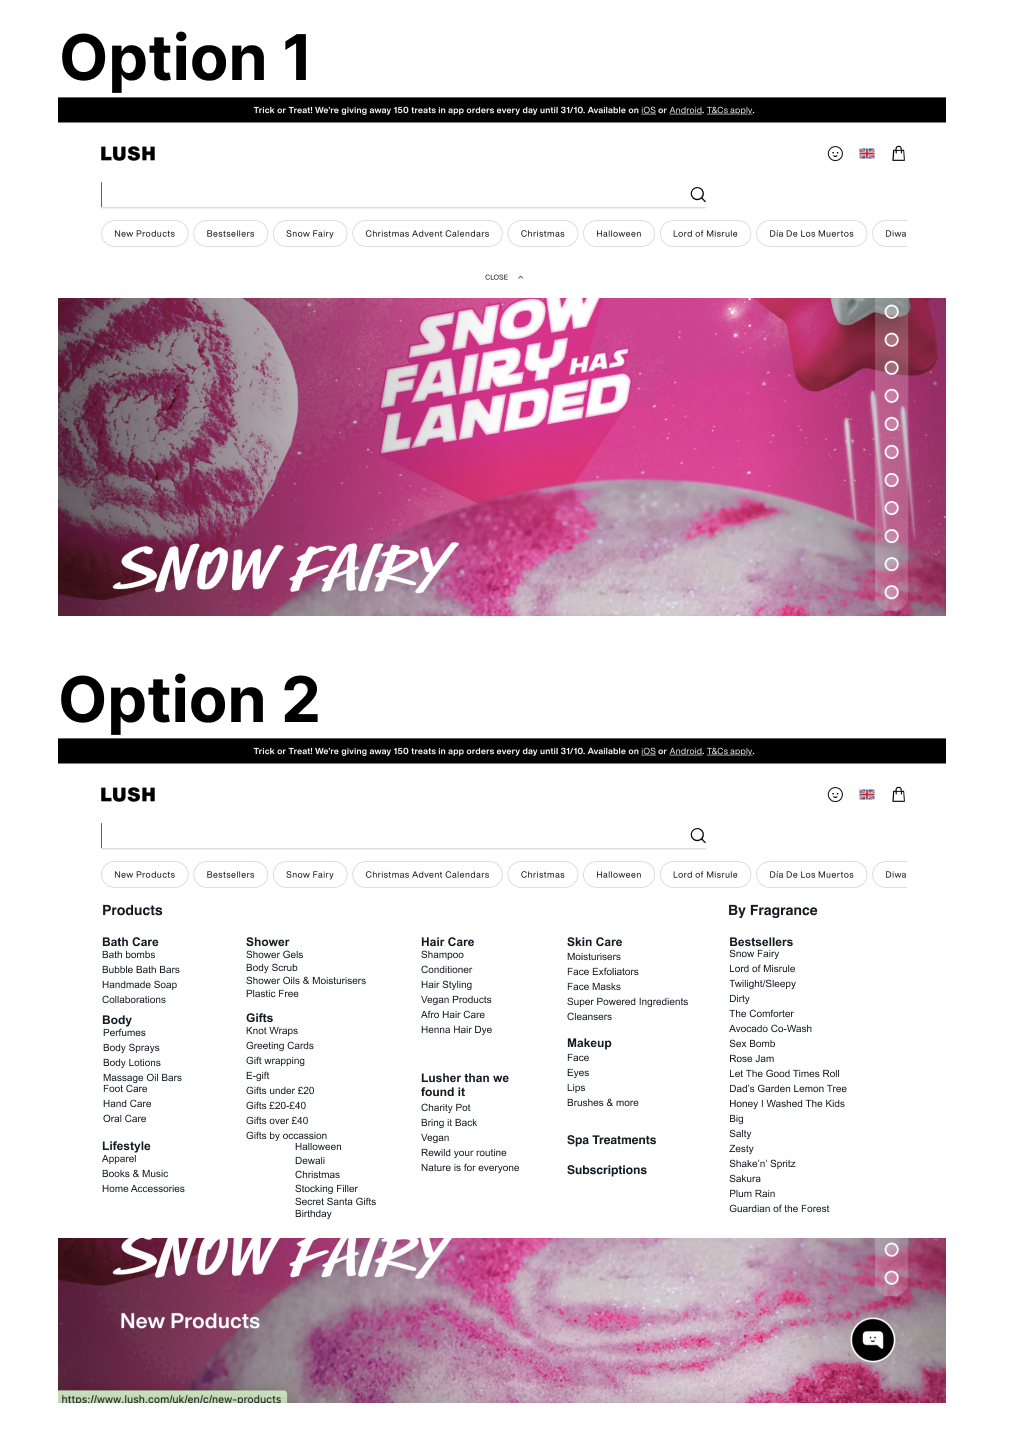 Option 1
Trick or Treat! We're giving away 150 treats in app orders every day until 31/10. Available on iOS or Android. T&Cs apply.
LUSH
New Products Bestsellers Snow Fairy Christmas Advent Calendars Christmas Halloween Lord of Misrule Día De Los Muertos Diwa
CLOSE
SNOW
FAIRY HAS
LANDED
SNOW FAIRY
Option 2
Trick or Treat! We're giving away 150 treats in app orders every day until 31/10. Available on iOS or Android. T&Cs apply.
LUSH
New Products Bestsellers Snow Fairy Christmas Advent Calendars Christmas Halloween Lord of Misrule Día De Los Muertos Diwa
Products
Bath Care
Bath bombs
Bubble Bath Bars
Handmade Soap
Collaborations
Body
Perfumes
Body Sprays
Body Lotions
Massage Oil Bars
Foot Care
Hand Care
Oral Care
Lifestyle
Apparel
Books & Music
Home Accessories
Shower
Shower Gels
Body Scrub
Shower Oils & Moisturisers
Plastic Free
Gifts
Knot Wraps
Greeting Cards
Gift wrapping
E-gift
Gifts under £20
Gifts £20-£40
Gifts over £40
Gifts by occassion
Halloween
Dewali
Christmas
Stocking Filler
Secret Santa Gifts
Birthday
Hair Care
Shampoo
Conditioner
Hair Styling
Vegan Products
Afro Hair Care
Henna Hair Dye
Lusher than we
found it
Charity Pot
Bring it Back
Vegan
Rewild your routine
Nature is for everyone
Skin Care
Moisturisers
Face Exfoliators
Face Masks
Super Powered Ingredients
Cleansers
Makeup
Face
Eyes
Lips
Brushes & more
Spa Treatments
Subscriptions
By Fragrance
Bestsellers
Snow Fairy
Lord of Misrule
Twilight/Sleepy
Dirty
The Comforter
Avocado Co-Wash
Sex Bomb
Rose Jam
Let The Good Times Roll
Dad's Garden Lemon Tree
Honey I Washed The Kids
Big
Salty
Zesty
Shake'n' Spritz
Sakura
Plum Rain
Guardian of the Forest
SNOW FAIRY
New Products
https://www.lush.com/uk/en/c/new-products